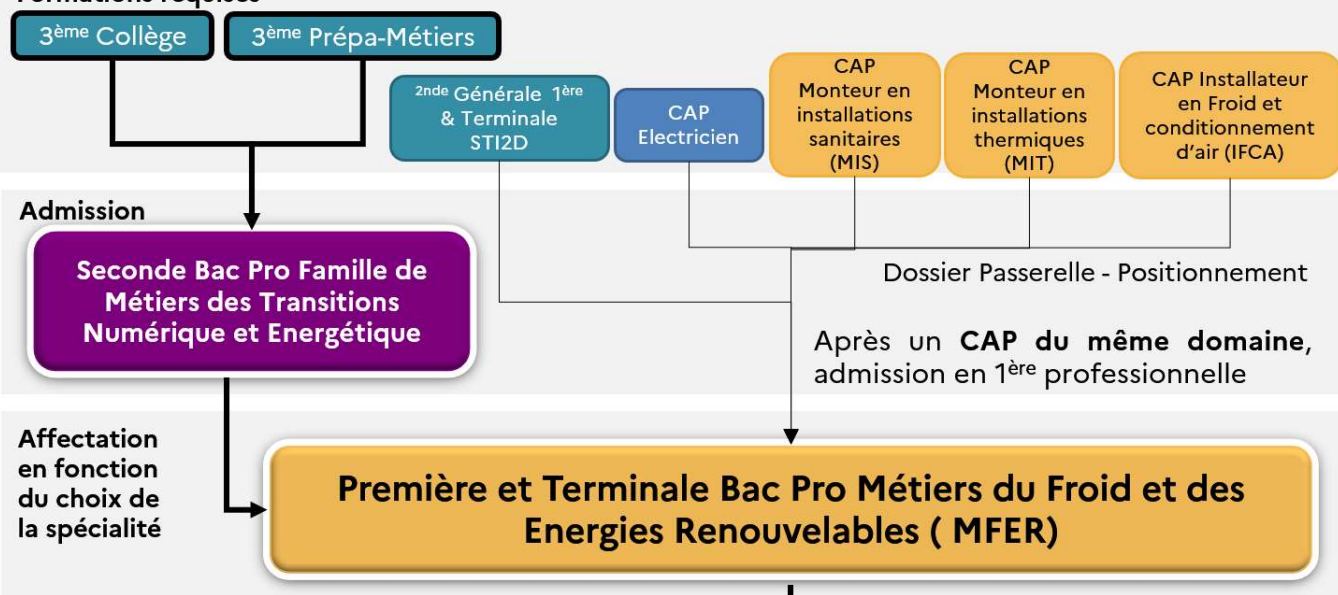 Formations requises
3ème Collège
3ème Prépa-Métiers
2nde Générale 1ère
& Terminale
STI2D
CAP
Electricien
CAP
Monteur en
installations
sanitaires
(MIS)
CAP
Monteur en
installations
thermiques
(MIT)
CAP Installateur
en Froid et
conditionnement
d'air (IFCA)
Admission
Seconde Bac Pro Famille de
Métiers des Transitions
Numérique et Energétique
Dossier Passerelle - Positionnement
Après un CAP du même domaine,
admission en 1ère professionnelle
Affectation
en fonction
du choix de
la spécialité
Première et Terminale Bac Pro Métiers du Froid et des
Energies Renouvelables ( MFER)